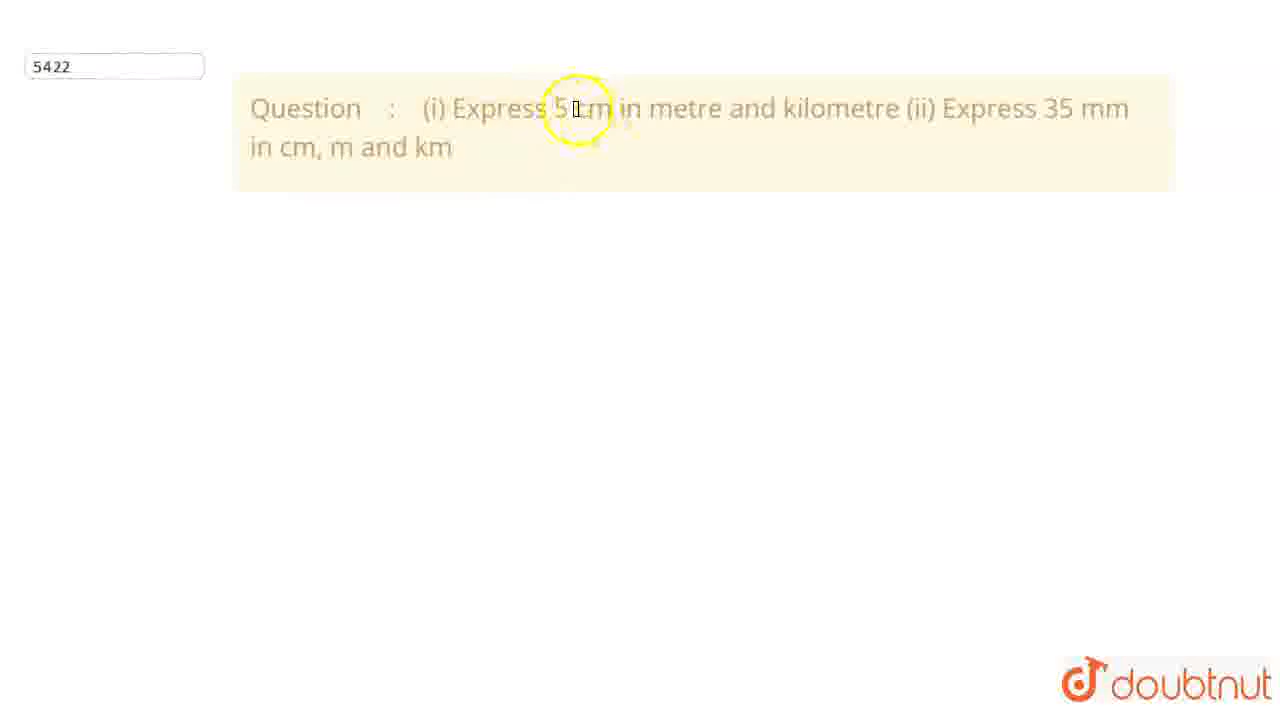 5422
Question : (i) Express 5 cm in metre and kilometre (ii) Express 35 mm
in cm, m and km
doubtnut